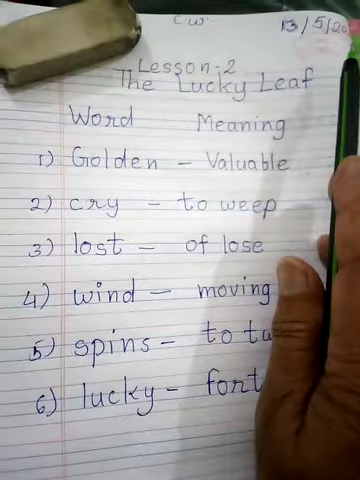 C.W.
13/5/20
Lesson-2
The Lucky Leaf
Word Meaning
1) Golden - Valuable
2) cry - to weep
3) lost - of lose
4) wind - moving
5) spins - to tu
6) lucky - fort